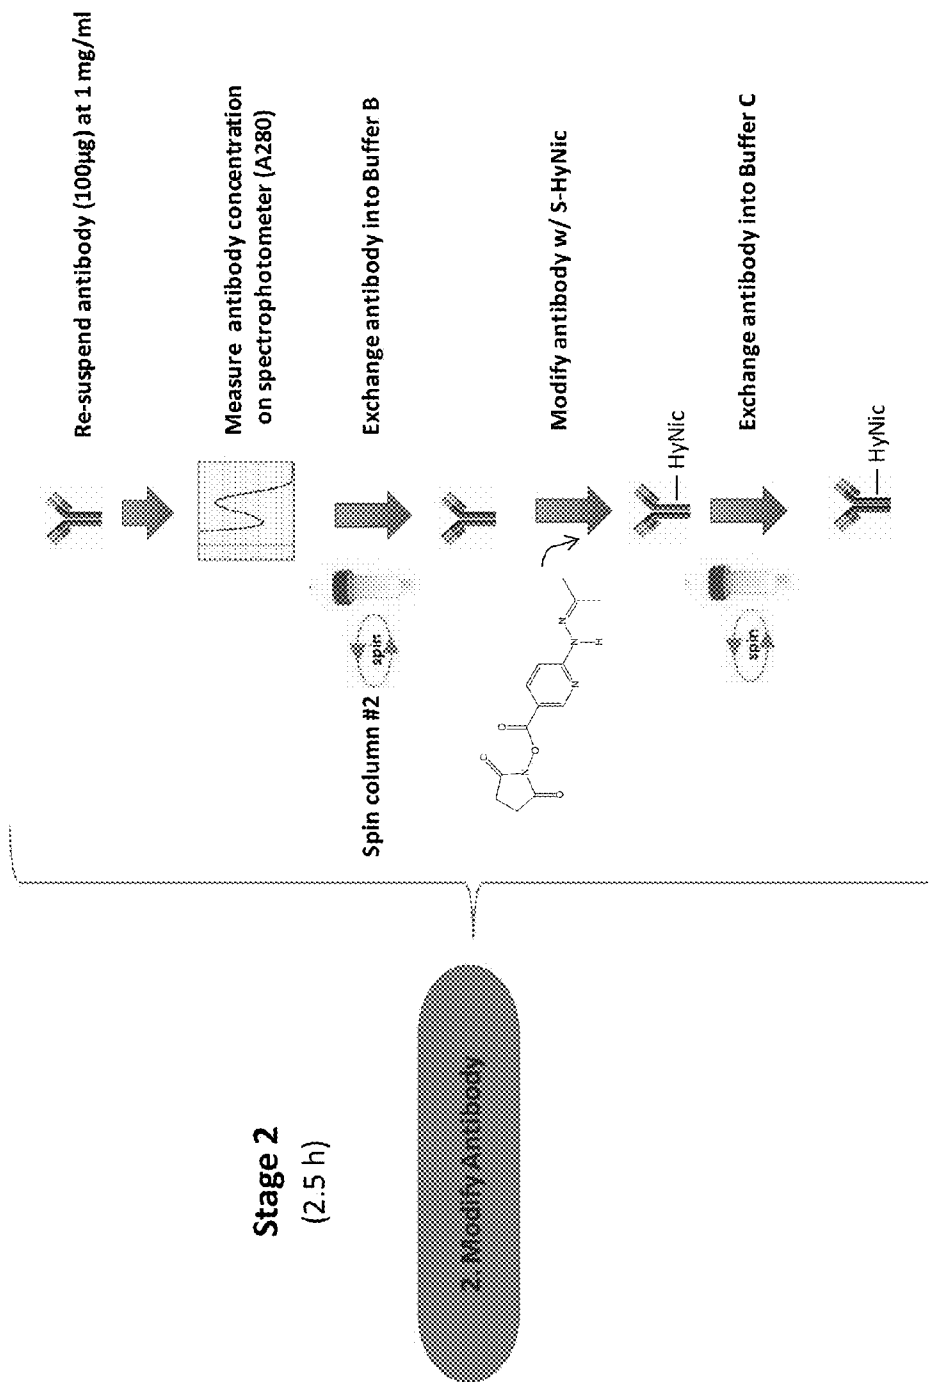 Stage 2
(2.5 h)
2. Modify Antibody
Re-suspend antibody (100µg) at 1 mg/ml
Measure antibody concentration
on spectrophotometer (A280)
Spin column #2
spin
Exchange antibody into Buffer B
O
O
N
O
O
N
N
H
N
Modify antibody w/ S-HyNic
HyNic
spin
Exchange antibody into Buffer C
HyNic